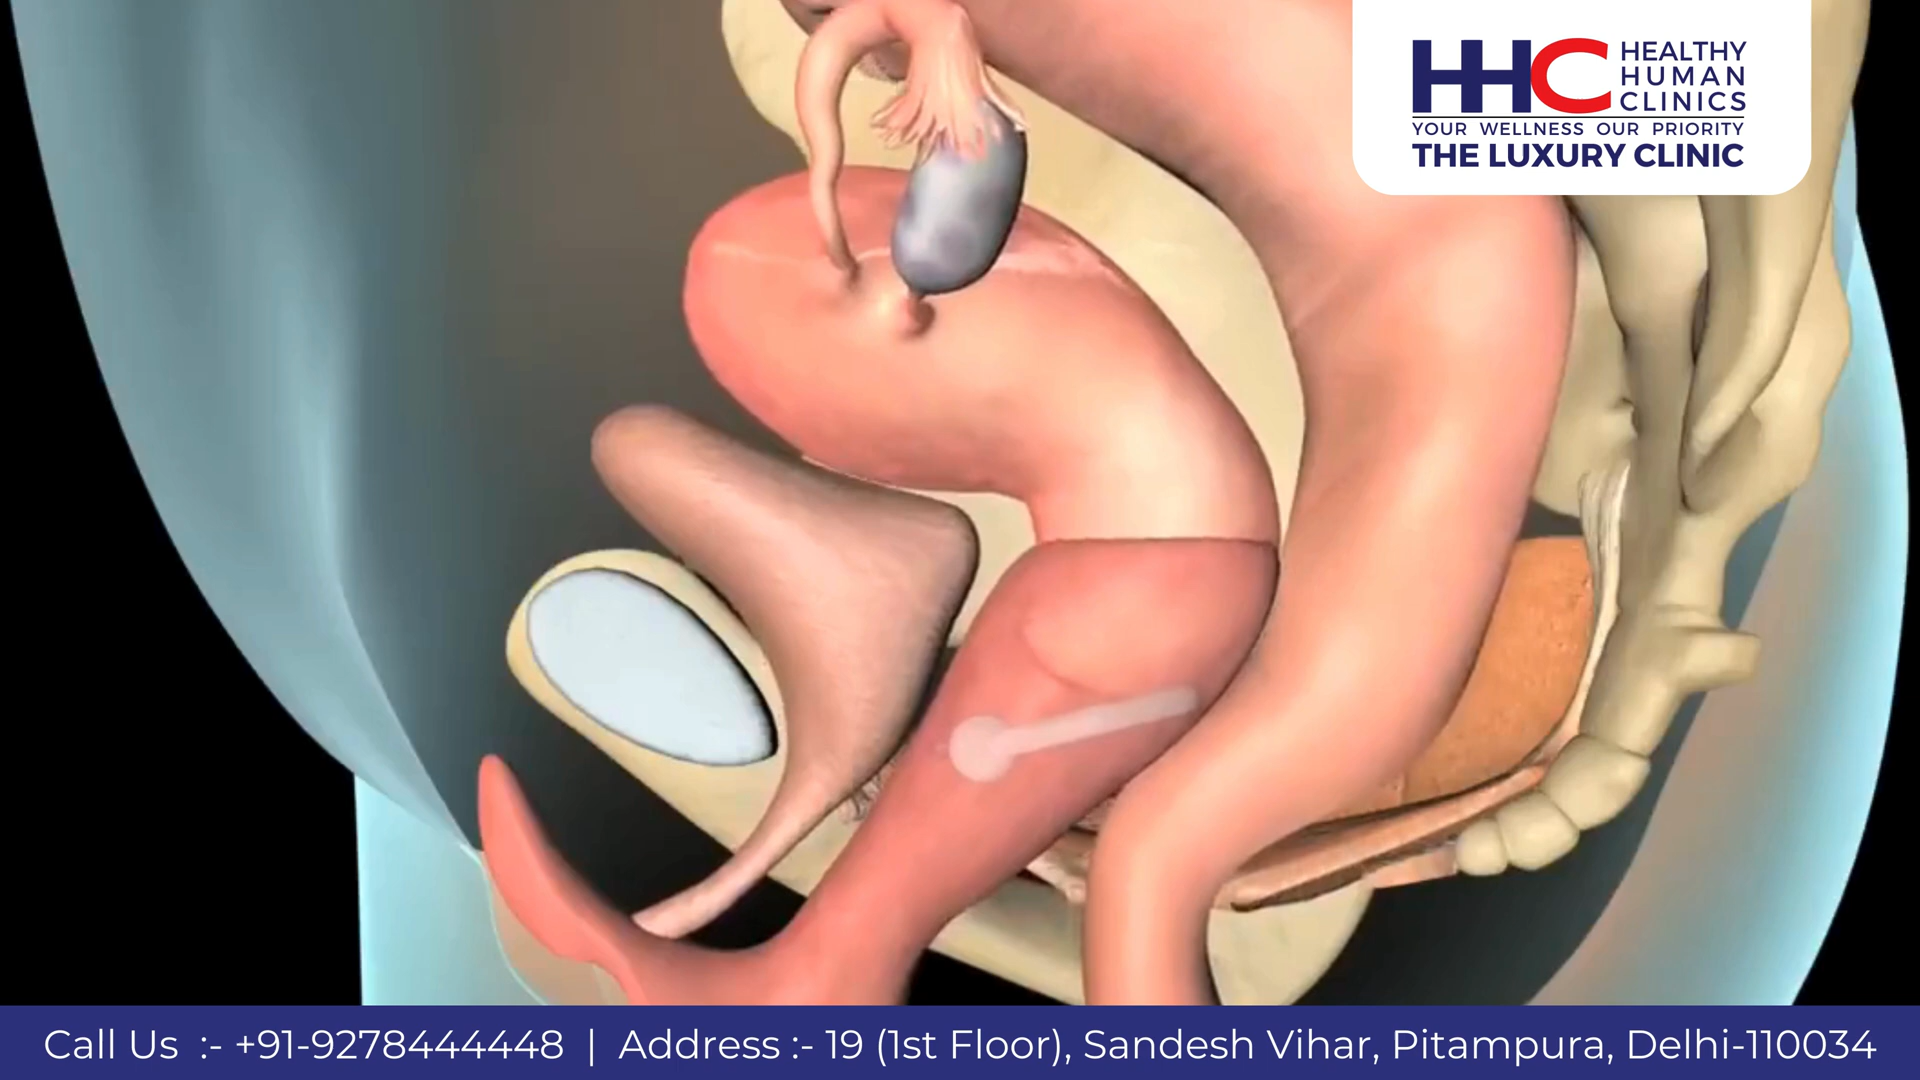 HHC HEALTHY
HUMAN
CLINICS
YOUR WELLNESS OUR PRIORITY
THE LUXURY CLINIC
Call Us :- +91-9278444448 | Address :- 19 (1st Floor), Sandesh Vihar, Pitampura, Delhi-110034